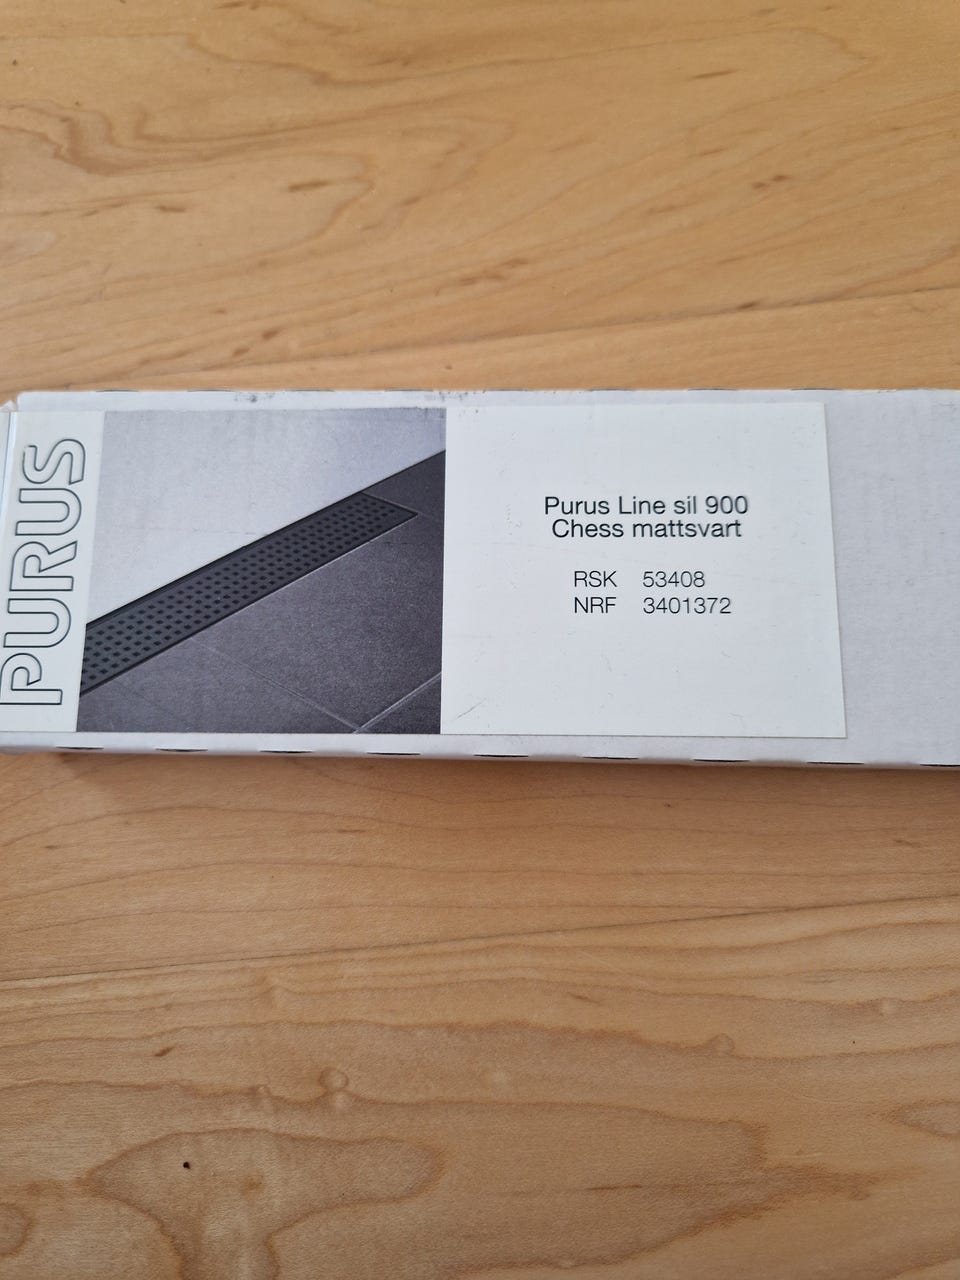 PURUS
Purus Line sil 900
Chess mattsvart
RSK 53408
NRF 3401372